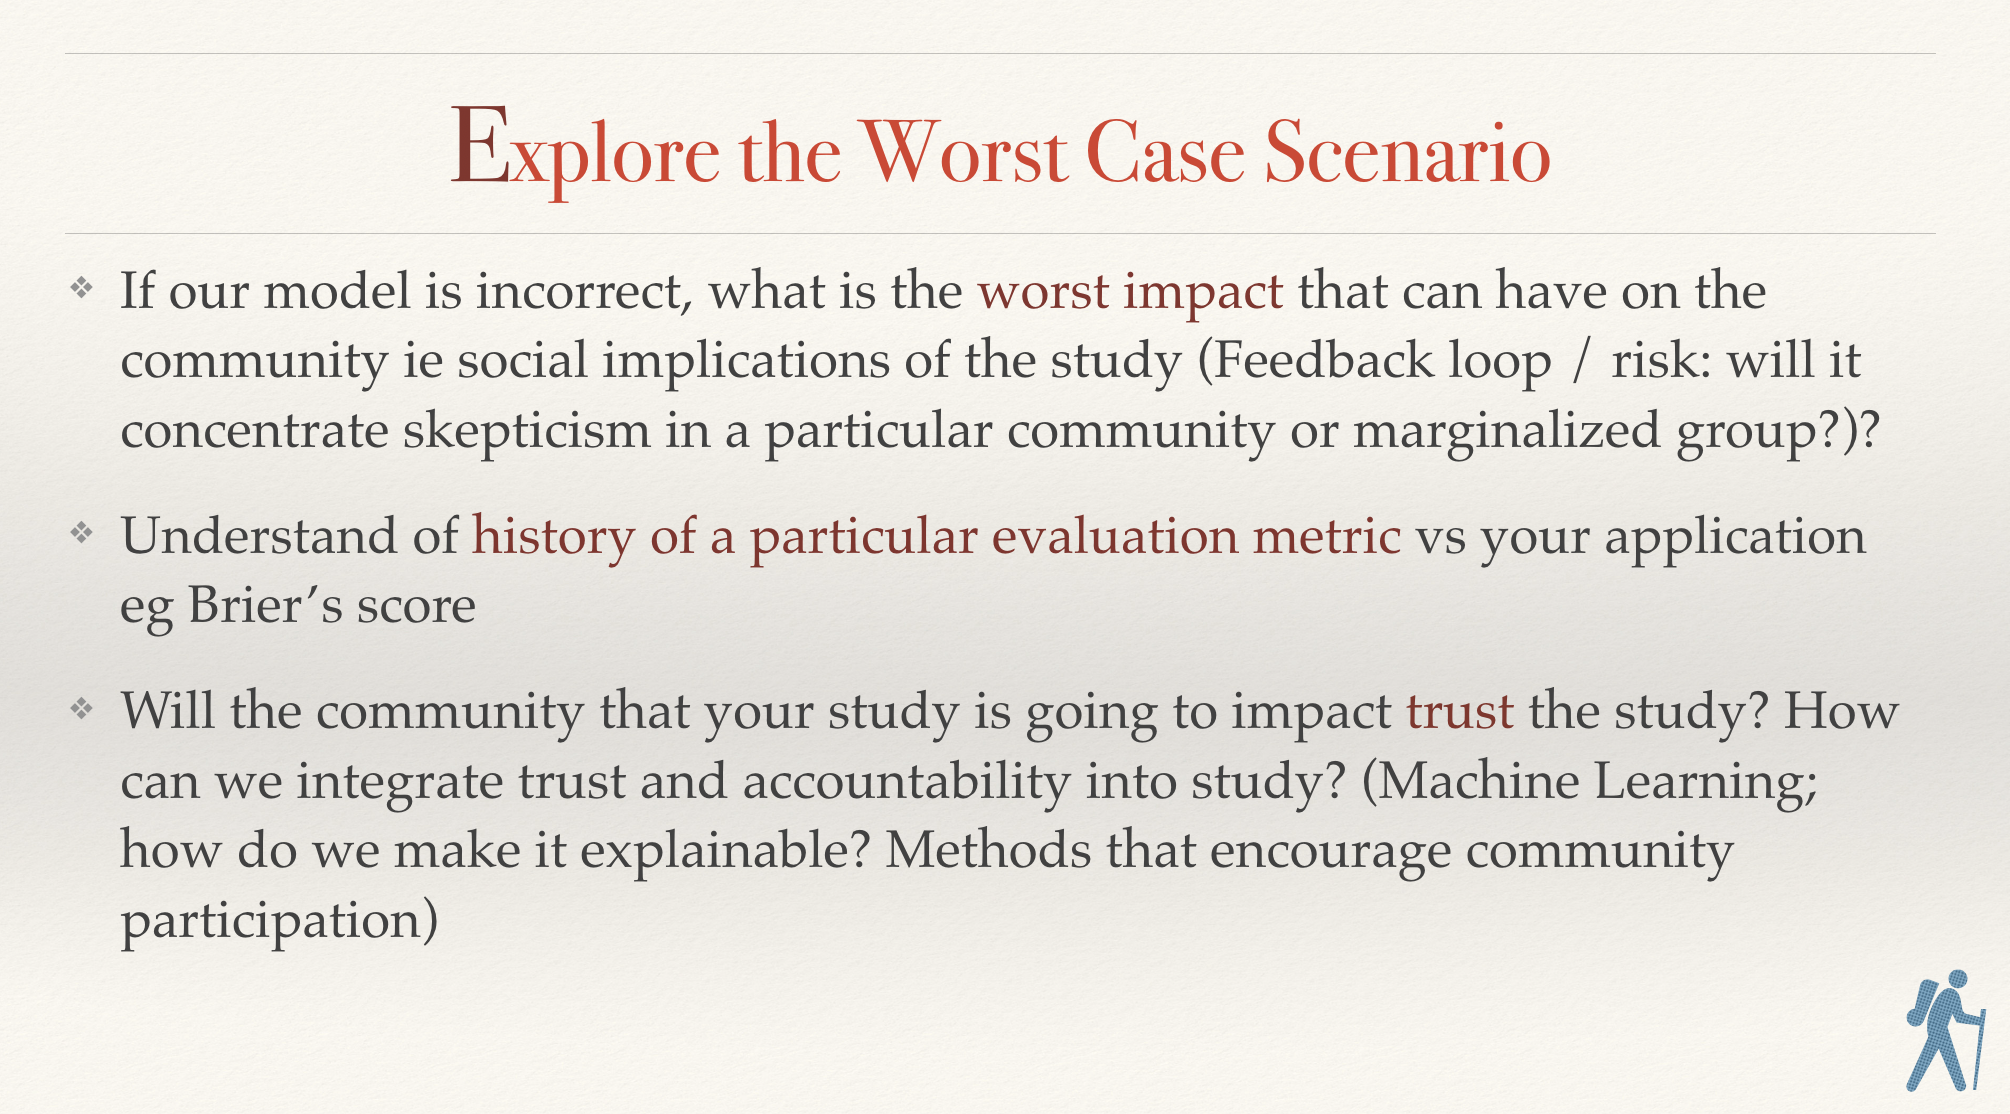 Explore the Worst Case Scenario
❖ If our model is incorrect, what is the worst impact that can have on the
community ie social implications of the study (Feedback loop / risk: will it
concentrate skepticism in a particular community or marginalized group?)?
❖ Understand of history of a particular evaluation metric vs your application
eg Brier’s score
❖ Will the community that your study is going to impact trust the study? How
can we integrate trust and accountability into study? (Machine Learning;
how do we make it explainable? Methods that encourage community
participation)